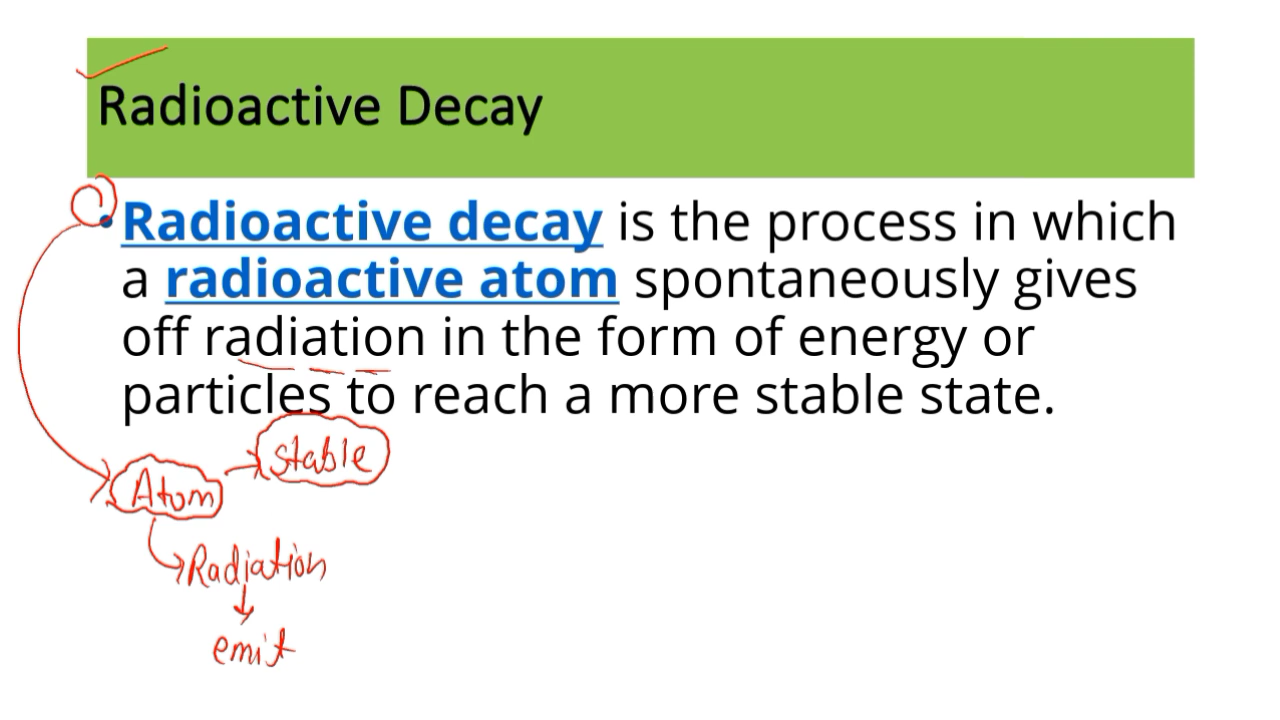 Radioactive Decay
• Radioactive decay is the process in which
a radioactive atom spontaneously gives
off radiation in the form of energy or
particles to reach a more stable state.
Stable
Atom
Radiation
emit